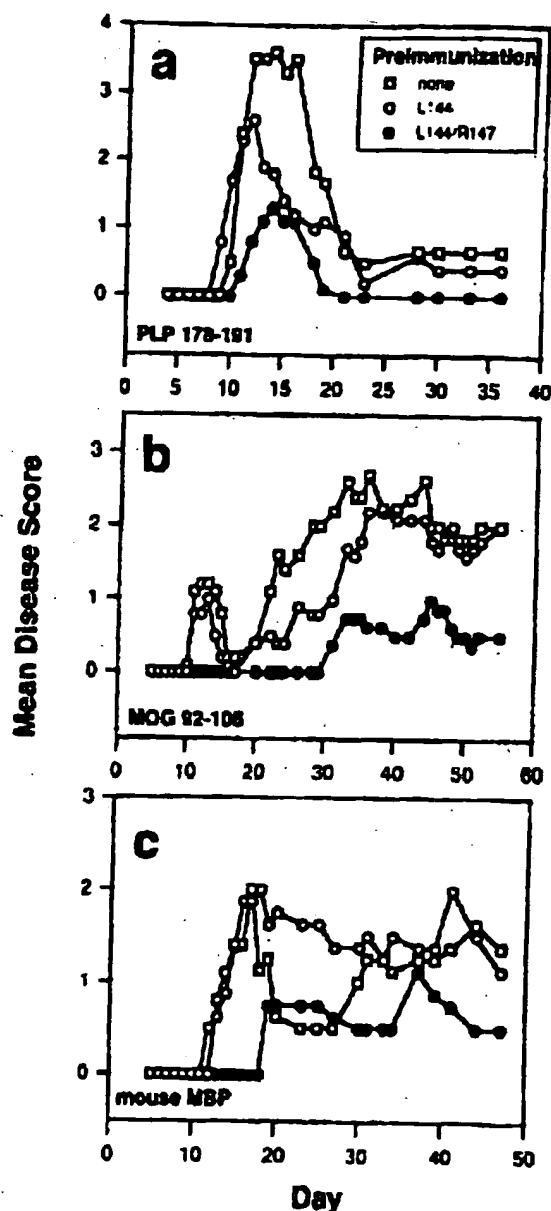 Mean Disease Score
a
Preimmunization
none
L144
L144/R147
4
3
2
1
0
PLP 178-191
0 5 10 15 20 25 30 35 40
b
3
2
1
0
MOG 92-106
0 10 20 30 40 50 60
c
3
2
1
0
mouse MBP
0 10 20 30 40 50
Day